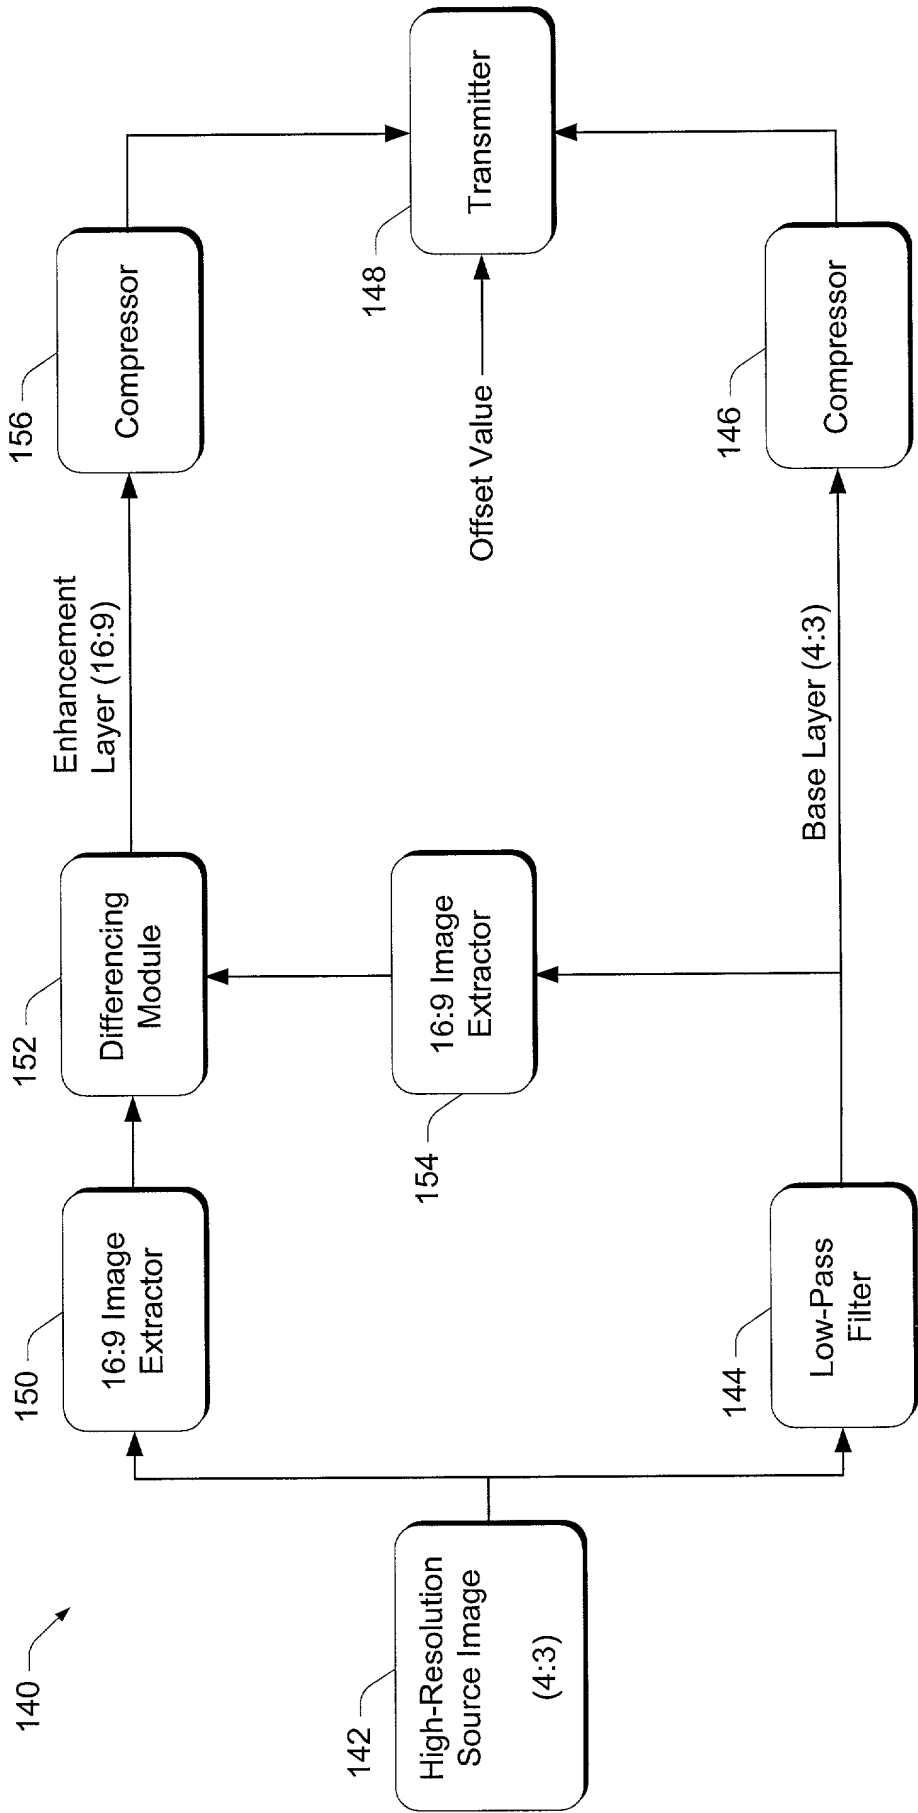 140
142
High-Resolution
Source Image
(4:3)
150
16:9 Image
Extractor
152
Differencing
Module
Enhancement
Layer (16:9)
156
Compressor
154
16:9 Image
Extractor
Offset Value
148
Transmitter
144
Low-Pass
Filter
Base Layer (4:3)
146
Compressor